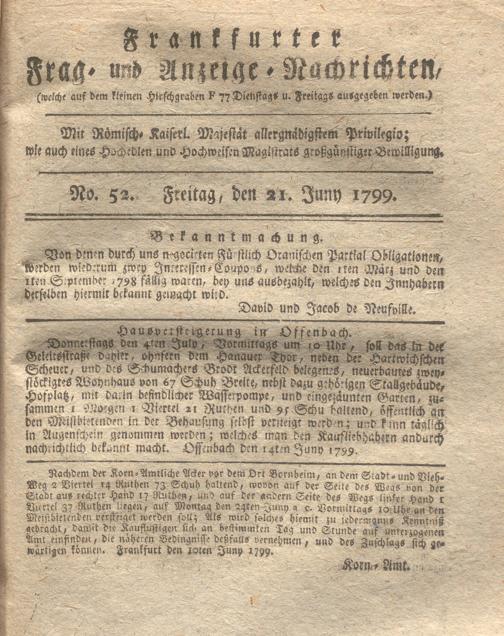 Frankfurter
Frag- und Anzeige-Nachrichten,
(welche auf dem kleinen Hirschgraben F 77 Dienstags u. Freitags ausgegeben werden.)
Mit Römisch-Kaiserl. Majestät allergnädigstem Privilegio;
wie auch eines Hochedlen und Hochweisen Magistrats großgünstiger Bewilligung.
No. 52. Freitag, den 21. Juny 1799.
Bekanntmachung.
Von denen durch uns negocirten Fürstlich Oranischen Partial Obligationen,
werden wiederum zwey Interessen-Coupons, welche den 1ten März und den
1ten September 1798 fällig waren, bey uns ausbezahlt, welches den Innhabern
derselben hiermit bekannt gemacht wird.
David und Jacob de Neufville.
Hausversteigerung in Offenbach.
Donnerstags den 4ten July, Vormittags um 10 Uhr, soll das in der
Geleitsstraße dahier, ohnfern dem Hanauer Thor, neben der Hartwichschen
Scheuer, und des Schumachers Brodt Ackerfeld belegenes, neuerbautes zwey-
stöckigtes Wohnhaus von 67 Schuh Breite, nebst dazu gehörigen Stallgebäude,
Hofplatz, mit darin befindlicher Wasserpompe, und eingezäunten Garten, zu-
sammen 1 Morgen 1 Viertel 21 Ruthen und 95 Schu haltend, öffentlich an
den Meistbietenden in der Behausung selbst versteigt werden; und kann täglich
in Augenschein genommen werden; welches man den Kaufliebhabern andurch
nachrichtlich bekannt macht. Offenbach den 14ten Juny 1799.
Nachdem der Korn-Amtliche Acker vor dem Ort Bornheim, an dem Stadt- und Vieh-
Weg 2 Viertel 14 Ruthen 73 Schuh haltend, wovon auf der Seite des Wegs von der
Stadt aus rechter Hand 17 Ruthen, und auf der andern Seite des Wegs linker Hand 1
Viertel 37 Ruthen liegen, auf Montag den 24ten Juny a. c. Vormittags 10 Uhr an den
Meistbietenden versteiget werden soll; Als wird solches hiemit zu jedermanns Kenntniß
gebracht, damit die Kauflustigen sich an bestimmten Tag und Stunde auf unterzogenen
Amt einfinden, die näheren Bedingnisse deßfalls vernehmen, und des Zuschlags sich ge-
wärtigen können. Frankfurt den 10ten Juny 1799.
Korn-Amt.